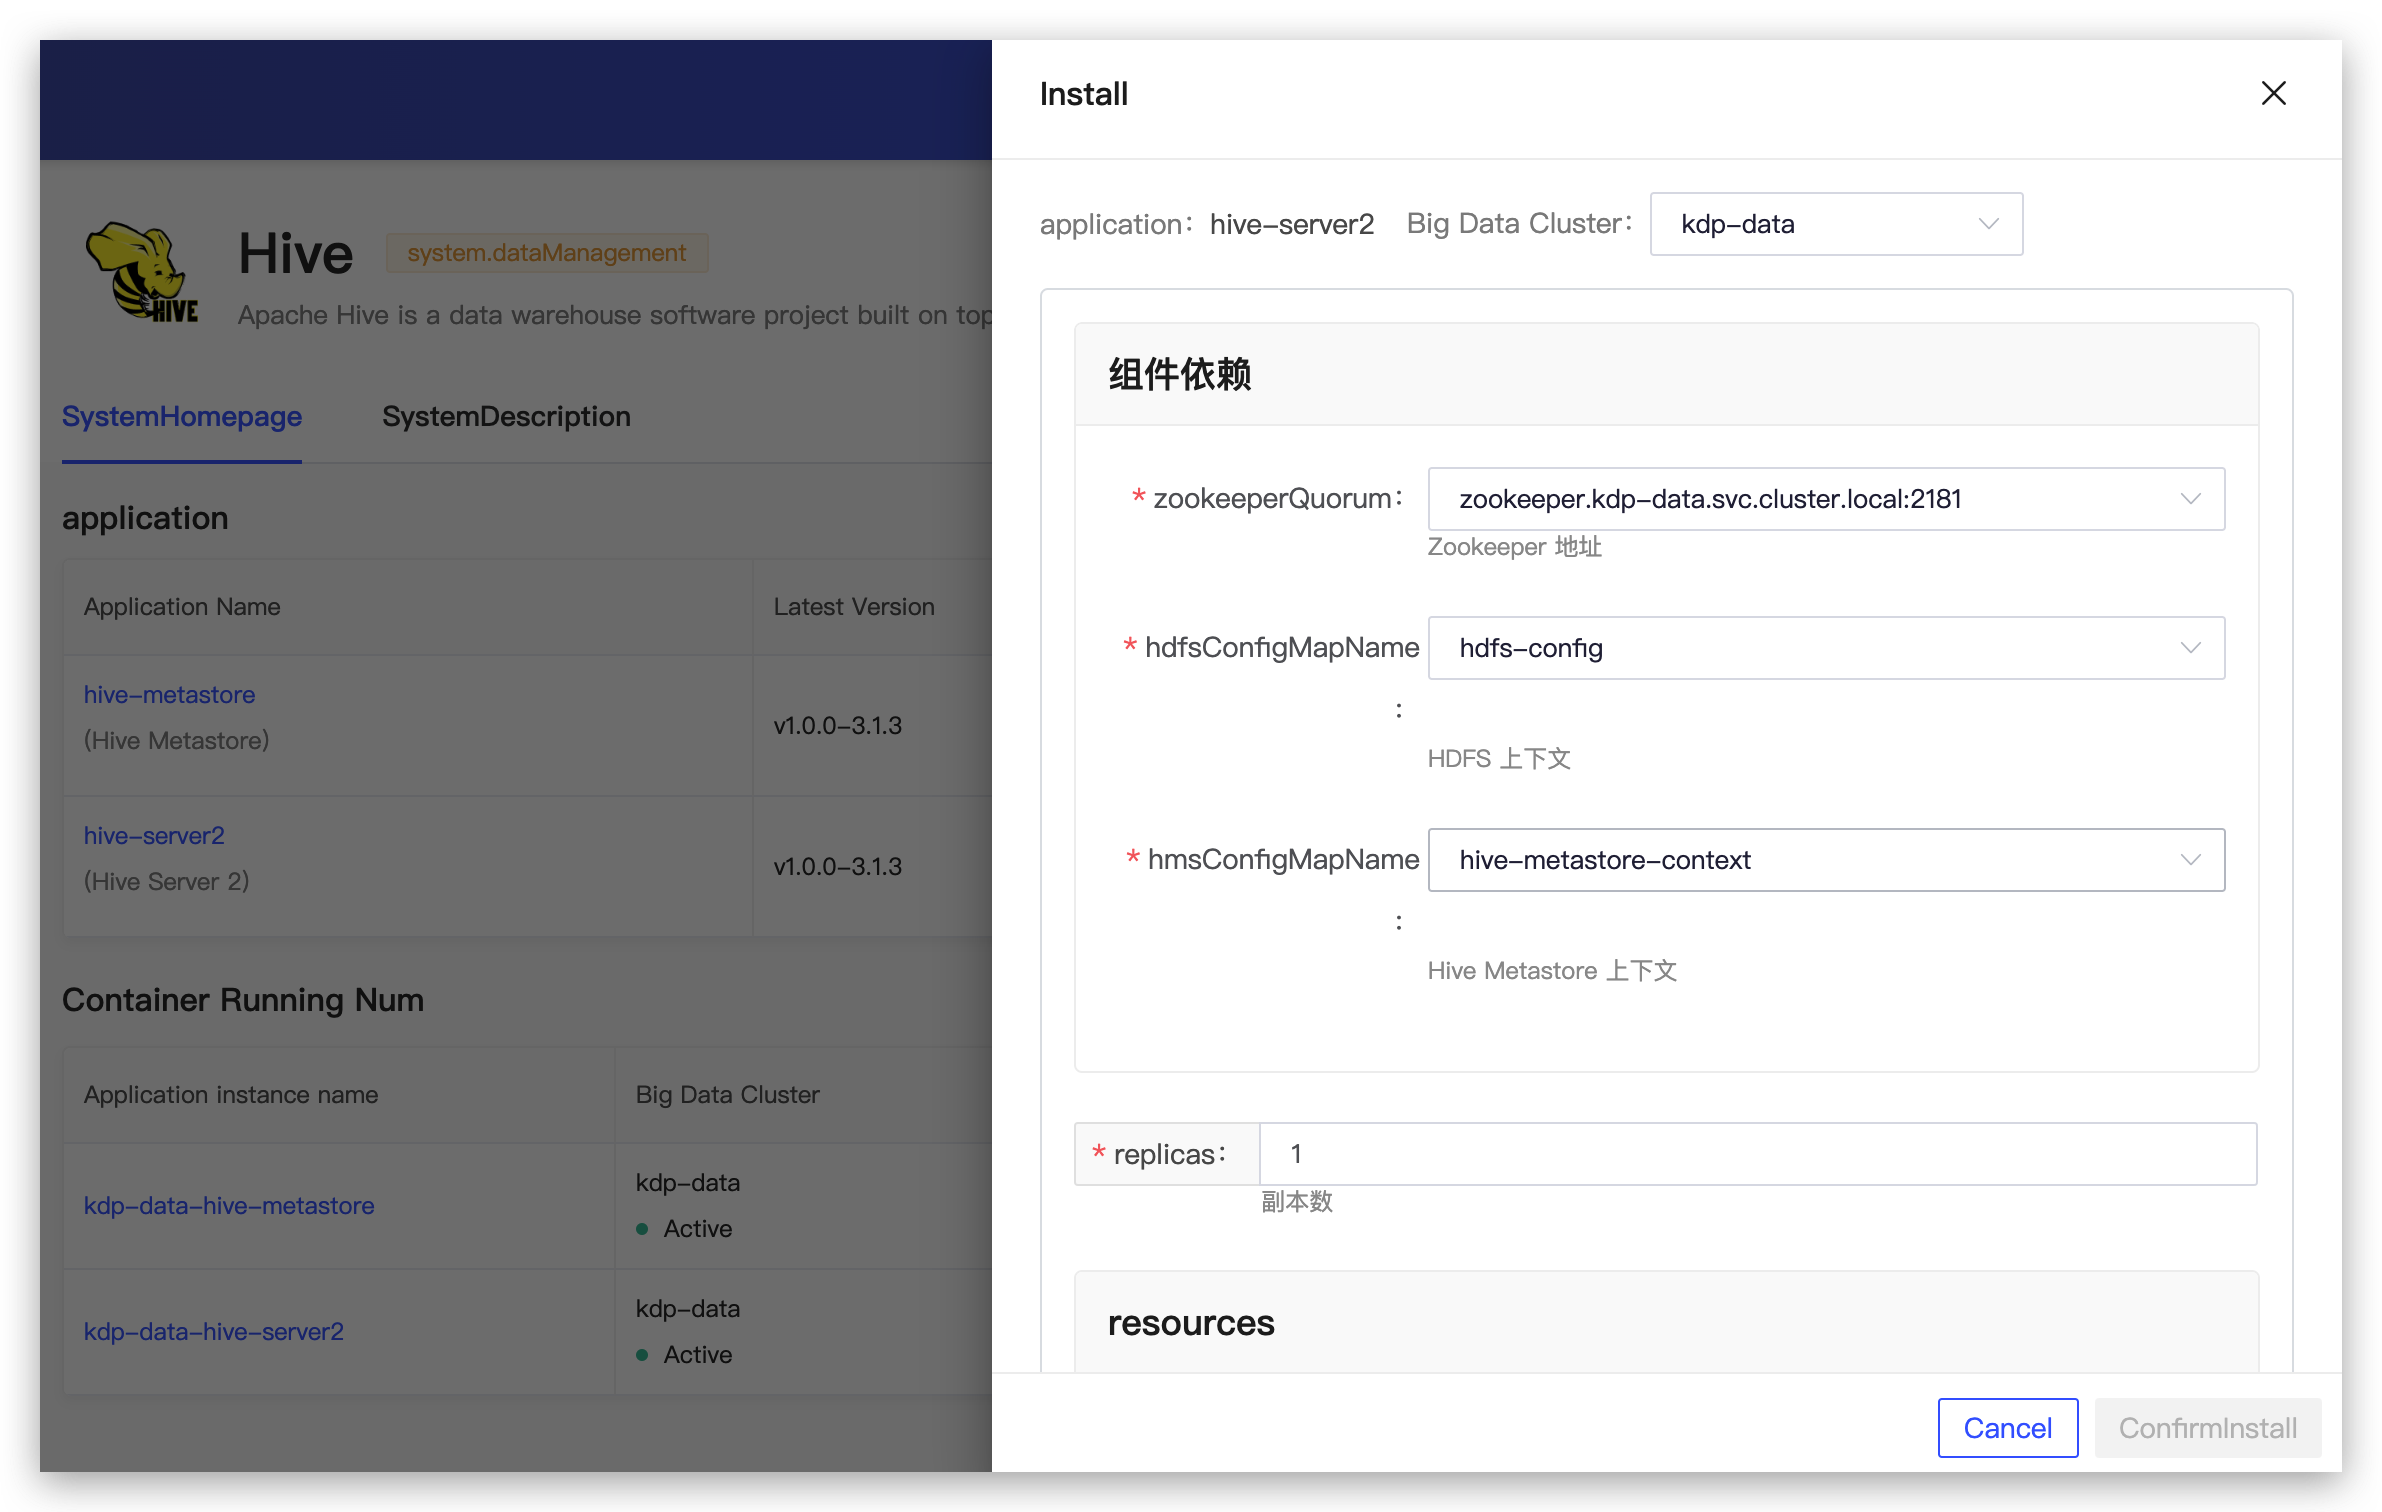 HIVE
Hive
system.dataManagement
Apache Hive is a data warehouse software project built on top
SystemHomepage
SystemDescription
application
Application Name
Latest Version
hive-metastore
(Hive Metastore)
v1.0.0-3.1.3
hive-server2
(Hive Server 2)
v1.0.0-3.1.3
Container Running Num
Application instance name
Big Data Cluster
kdp-data-hive-metastore
kdp-data
Active
kdp-data-hive-server2
kdp-data
Active
Install
application: hive-server2
Big Data Cluster: kdp-data
组件依赖
* zookeeperQuorum: zookeeper.kdp-data.svc.cluster.local:2181
Zookeeper 地址
* hdfsConfigMapName hdfs-config
:
HDFS 上下文
* hmsConfigMapName hive-metastore-context
:
Hive Metastore 上下文
* replicas: 1
副本数
resources
Cancel
ConfirmInstall